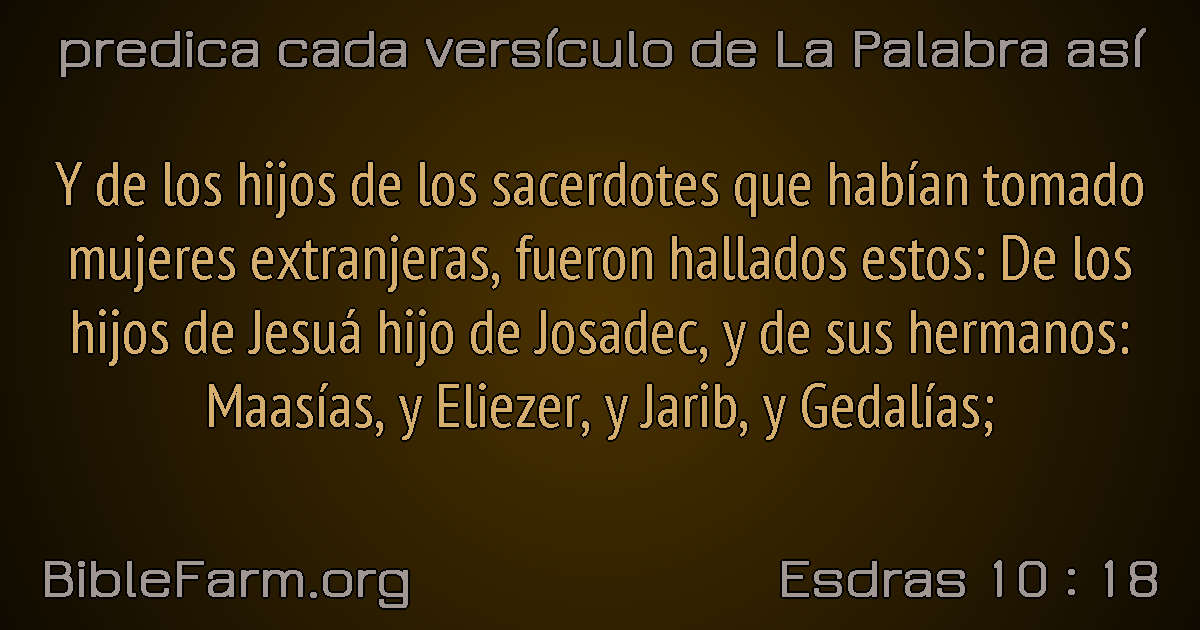 predica cada versículo de La Palabra así
Y de los hijos de los sacerdotes que habían tomado
mujeres extranjeras, fueron hallados estos: De los
hijos de Jesuá hijo de Josadec, y de sus hermanos:
Maasías, y Eliezer, y Jarib, y Gedalías;
BibleFarm.org
Esdras 10 : 18